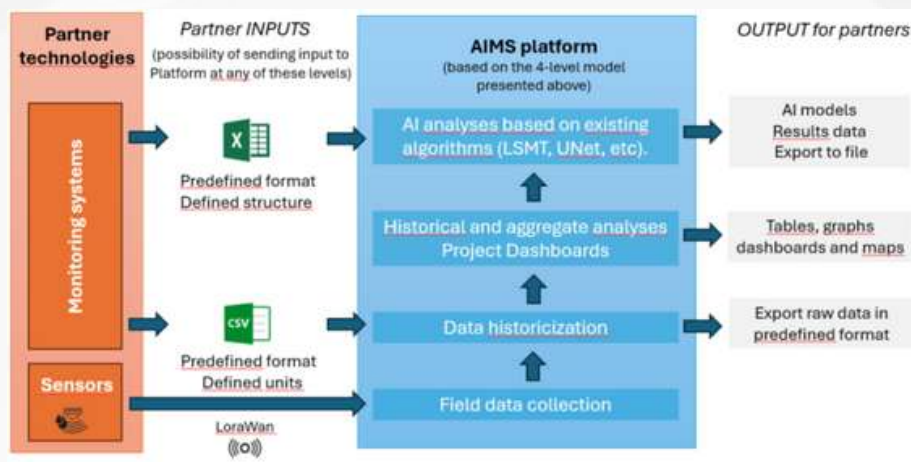 Partner
technologies
Monitoring systems
Sensors
Partner INPUTS
(possibility of sending input to
Platform at any of these levels)
X
Predefined format
Defined structure
CSV
Predefined format
Defined units
LoraWan
AIMS platform
(based on the 4-level model
presented above)
AI analyses based on existing
algorithms (LSMT, UNet, etc).
Historical and aggregate analyses
Project Dashboards
Data historicization
Field data collection
OUTPUT for partners
AI models
Results data
Export to file
Tables, graphs
dashboards and maps
Export raw data in
predefined format